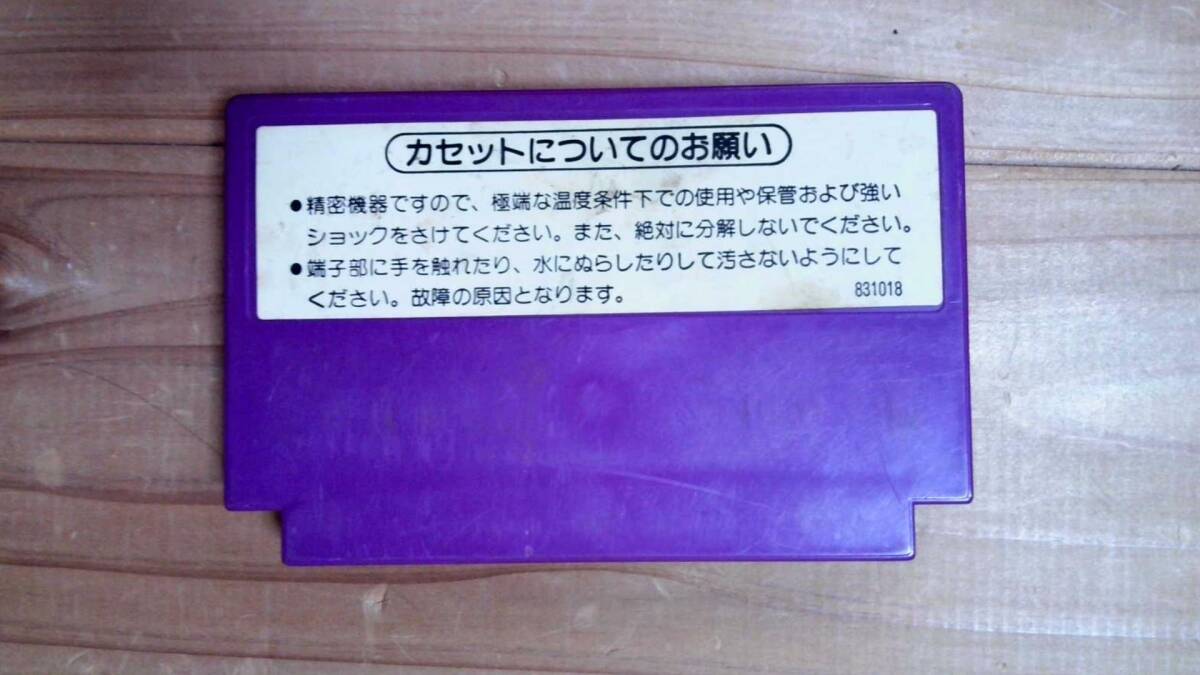 カセットについてのお願い
●精密機器ですので、極端な温度条件下での使用や保管および強い
ショックをさけてください。また、絶対に分解しないでください。
●端子部に手を触れたり、水にぬらしたりして汚さないようにして
ください。故障の原因となります。 831018